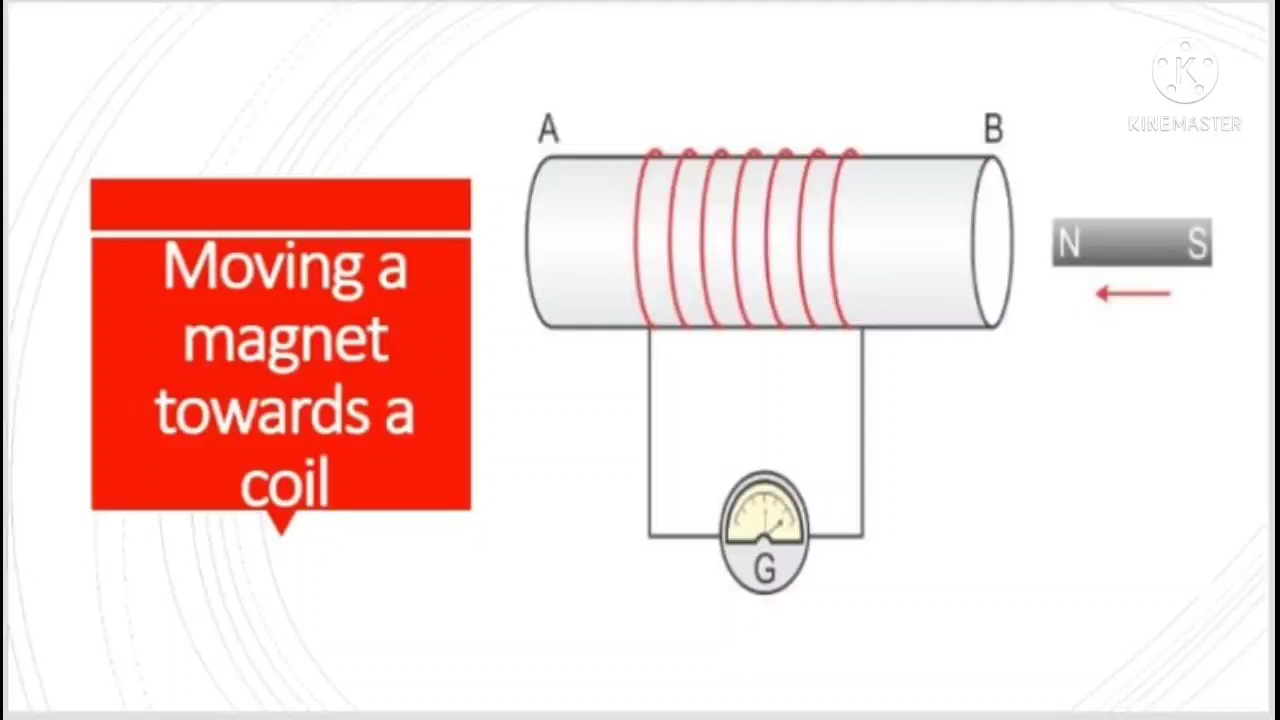 KINEMASTER
A
B
Moving a
magnet
towards a
coil
N
S
G